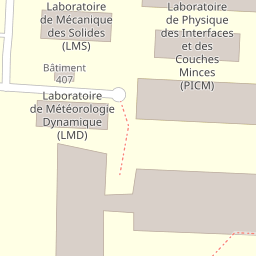 Laboratoire
de Mécanique
des Solides
(LMS)
Laboratoire
de Physique
des Interfaces
et des
Couches
Minces
(PICM)
Bâtiment
407
Laboratoire
de Météorologie
Dynamique
(LMD)